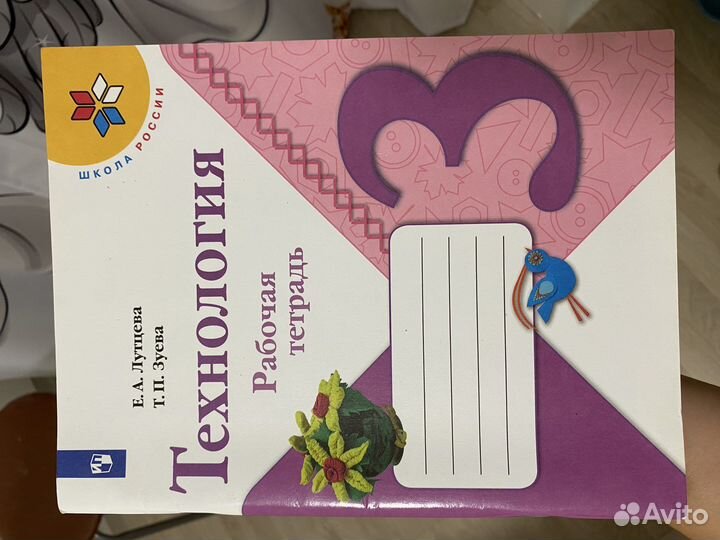 ШКОЛА РОССИИ
Е. А. Лутцева
Т. П. Зуева
Технология
Рабочая
тетрадь
3
Avito